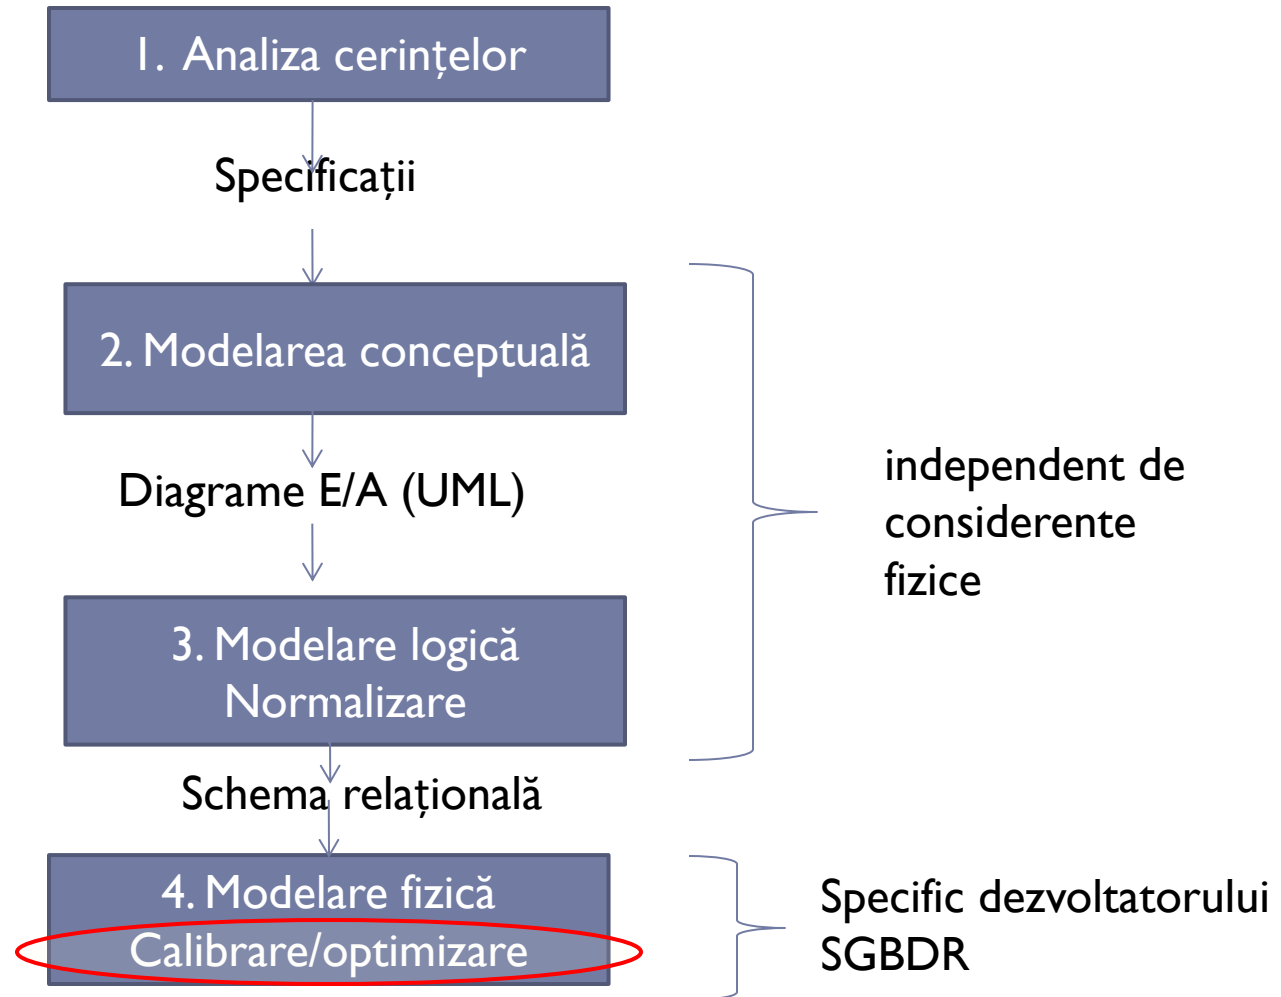 1. Analiza cerințelor
Specificații
2. Modelarea conceptuală
Diagrame E/A (UML)
independent de
considerente
fizice
3. Modelare logică
Normalizare
Schema relațională
4. Modelare fizică
Calibrare/optimizare
Specific dezvoltatorului
SGBDR